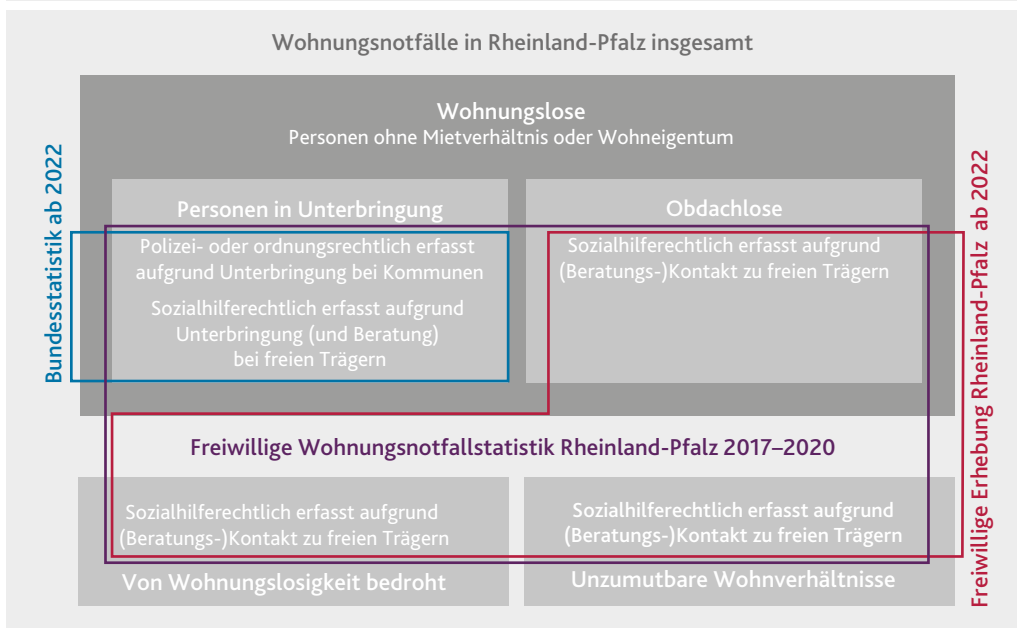 Wohnungsnotfälle in Rheinland-Pfalz insgesamt
Wohnungslose
Personen ohne Mietverhältnis oder Wohneigentum
Bundesstatistik ab 2022
Personen in Unterbringung
Polizei- oder ordnungsrechtlich erfasst
aufgrund Unterbringung bei Kommunen
Sozialhilferechtlich erfasst aufgrund
Unterbringung (und Beratung)
bei freien Trägern
Obdachlose
Sozialhilferechtlich erfasst aufgrund
(Beratungs-)Kontakt zu freien Trägern
Freiwillige Erhebung Rheinland-Pfalz ab 2022
Freiwillige Wohnungsnotfallstatistik Rheinland-Pfalz 2017–2020
Sozialhilferechtlich erfasst aufgrund
(Beratungs-)Kontakt zu freien Trägern
Von Wohnungslosigkeit bedroht
Sozialhilferechtlich erfasst aufgrund
(Beratungs-)Kontakt zu freien Trägern
Unzumutbare Wohnverhältnisse